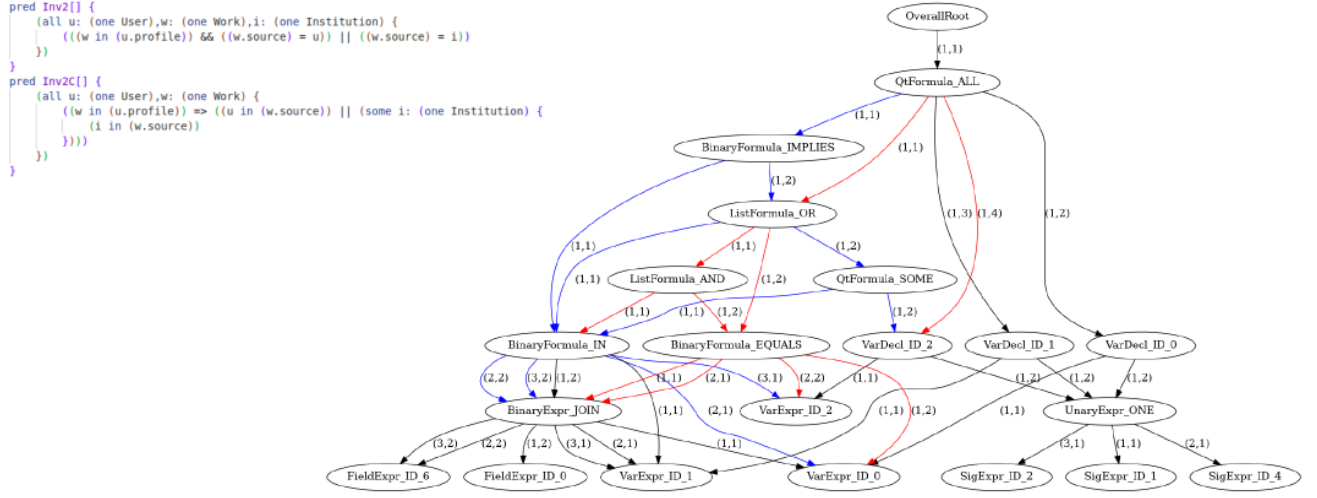 pred Inv2[] {
(all u: (one User),w: (one Work),i: (one Institution) {
(((w in (u.profile)) && ((w.source) = u)) || ((w.source) = i))
})
}
pred Inv2C[] {
(all u: (one User),w: (one Work) {
((w in (u.profile)) => ((u in (w.source)) || (some i: (one Institution) {
(i in (w.source))
})))
})
}
OverallRoot
(1,1)
QtFormula_ALL
(1,1)
BinaryFormula_IMPLIES
(1,1)
(1,2)
ListFormula_OR
(1,3)
(1,4)
(1,2)
(1,1)
(1,1)
(1,1)
(1,2)
(1,2)
ListFormula_AND
QtFormula_SOME
(1,1)
(1,2)
(1,1)
(1,2)
BinaryFormula_IN
BinaryFormula_EQUALS
VarDecl_ID_2
VarDecl_ID_1
VarDecl_ID_0
(2,2)
(3,2)
(1,2)
(1,1)
(2,1)
(3,1)
(2,2)
(1,1)
(1,2)
(1,2)
(1,2)
BinaryExpr_JOIN
(1,1)
(2,1)
VarExpr_ID_2
(1,2)
(1,1)
(1,1)
UnaryExpr_ONE
(3,2)
(2,2)
(1,2)
(3,1)
(2,1)
(1,1)
(3,1)
(1,1)
(2,1)
FieldExpr_ID_6
FieldExpr_ID_0
VarExpr_ID_1
VarExpr_ID_0
SigExpr_ID_2
SigExpr_ID_1
SigExpr_ID_4